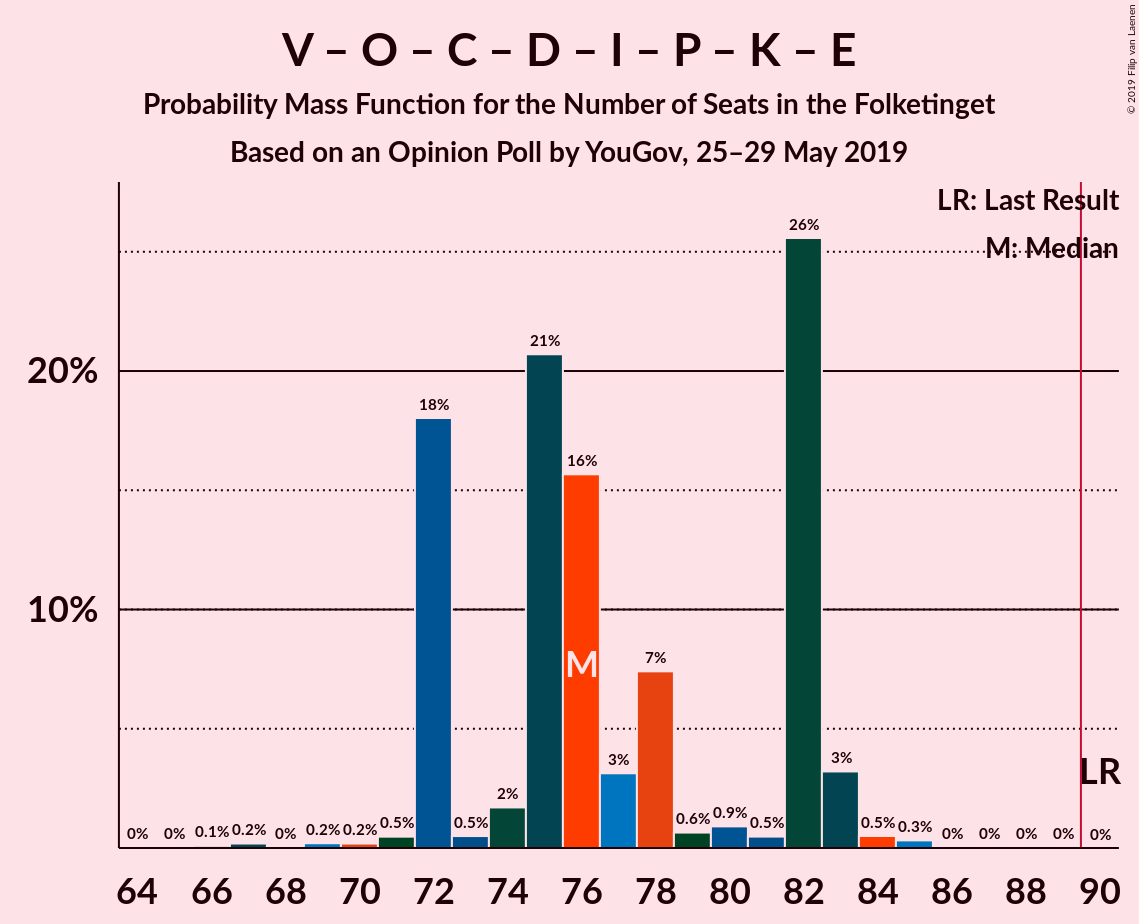 V – O – C – D – I – P – K – E
Probability Mass Function for the Number of Seats in the Folketinget
Based on an Opinion Poll by YouGov, 25–29 May 2019
© 2019 Filip van Laenen
LR: Last Result
M: Median
20%
10%
0% 0% 0.1% 0.2% 0% 0.2% 0.2% 0.5% 18% 0.5% 2% 21% 16% 3% 7% 0.6% 0.9% 0.5% 26% 3% 0.5% 0.3% 0% 0% 0% 0% 0%
M
LR
64 66 68 70 72 74 76 78 80 82 84 86 88 90